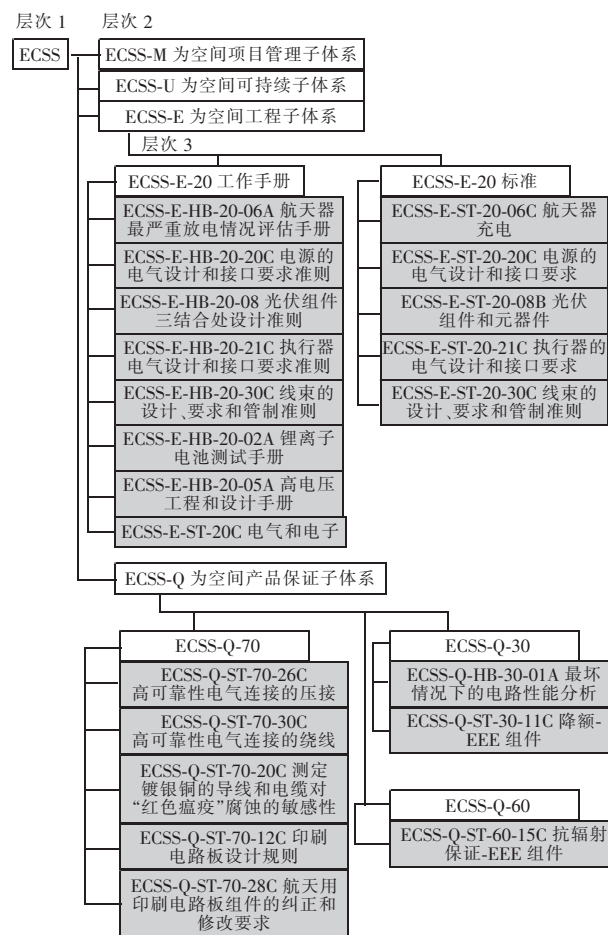 层次 1 层次 2
ECSS
ECSS-M 为空间项目管理子体系
ECSS-U 为空间可持续子体系
ECSS-E 为空间工程子体系
层次 3
ECSS-E-20 工作手册
ECSS-E-HB-20-06A 航天器
最严重放电情况评估手册
ECSS-E-HB-20-20C 电源的
电气设计和接口要求准则
ECSS-E-HB-20-08 光伏组件
三结合处设计准则
ECSS-E-HB-20-21C 执行器
电气设计和接口要求准则
ECSS-E-HB-20-30C 线束的
设计、要求和管制准则
ECSS-E-HB-20-02A 锂离子
电池测试手册
ECSS-E-HB-20-05A 高电压
工程和设计手册
ECSS-E-ST-20C 电气和电子
ECSS-E-20 标准
ECSS-E-ST-20-06C 航天器
充电
ECSS-E-ST-20-20C 电源的
电气设计和接口要求
ECSS-E-ST-20-08B 光伏
组件和元器件
ECSS-E-ST-20-21C 执行器的
电气设计和接口要求
ECSS-E-ST-20-30C 线束的
设计、要求和管制准则
ECSS-Q 为空间产品保证子体系
ECSS-Q-70
ECSS-Q-ST-70-26C
高可靠性电气连接的压接
ECSS-Q-ST-70-30C
高可靠性电气连接的绕线
ECSS-Q-ST-70-20C 测定
镀银铜的导线和电缆对
“红色瘟疫”腐蚀的敏感性
ECSS-Q-ST-70-12C 印刷
电路板设计规则
ECSS-Q-ST-70-28C 航天用
印刷电路板组件的纠正和
修改要求
ECSS-Q-30
ECSS-Q-HB-30-01A 最坏
情况下的电路性能分析
ECSS-Q-ST-30-11C 降额-
EEE 组件
ECSS-Q-60
ECSS-Q-ST-60-15C 抗辐射
保证-EEE 组件